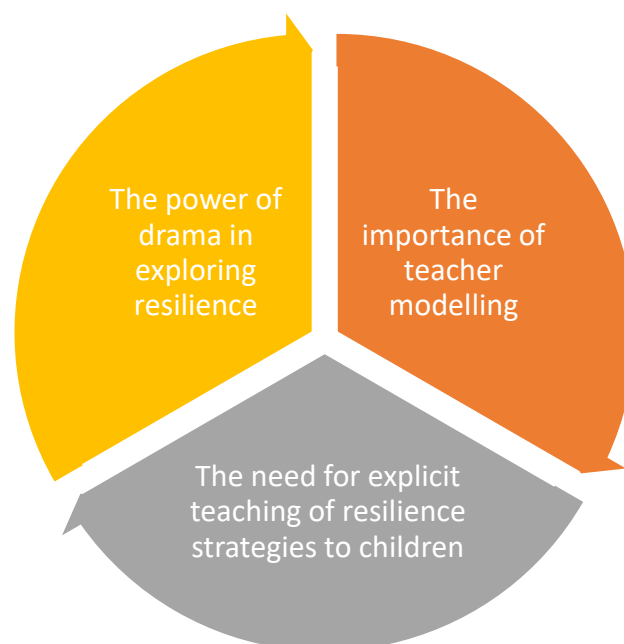 The power of
drama in
exploring
resilience
The
importance of
teacher
modelling
The need for explicit
teaching of resilience
strategies to children